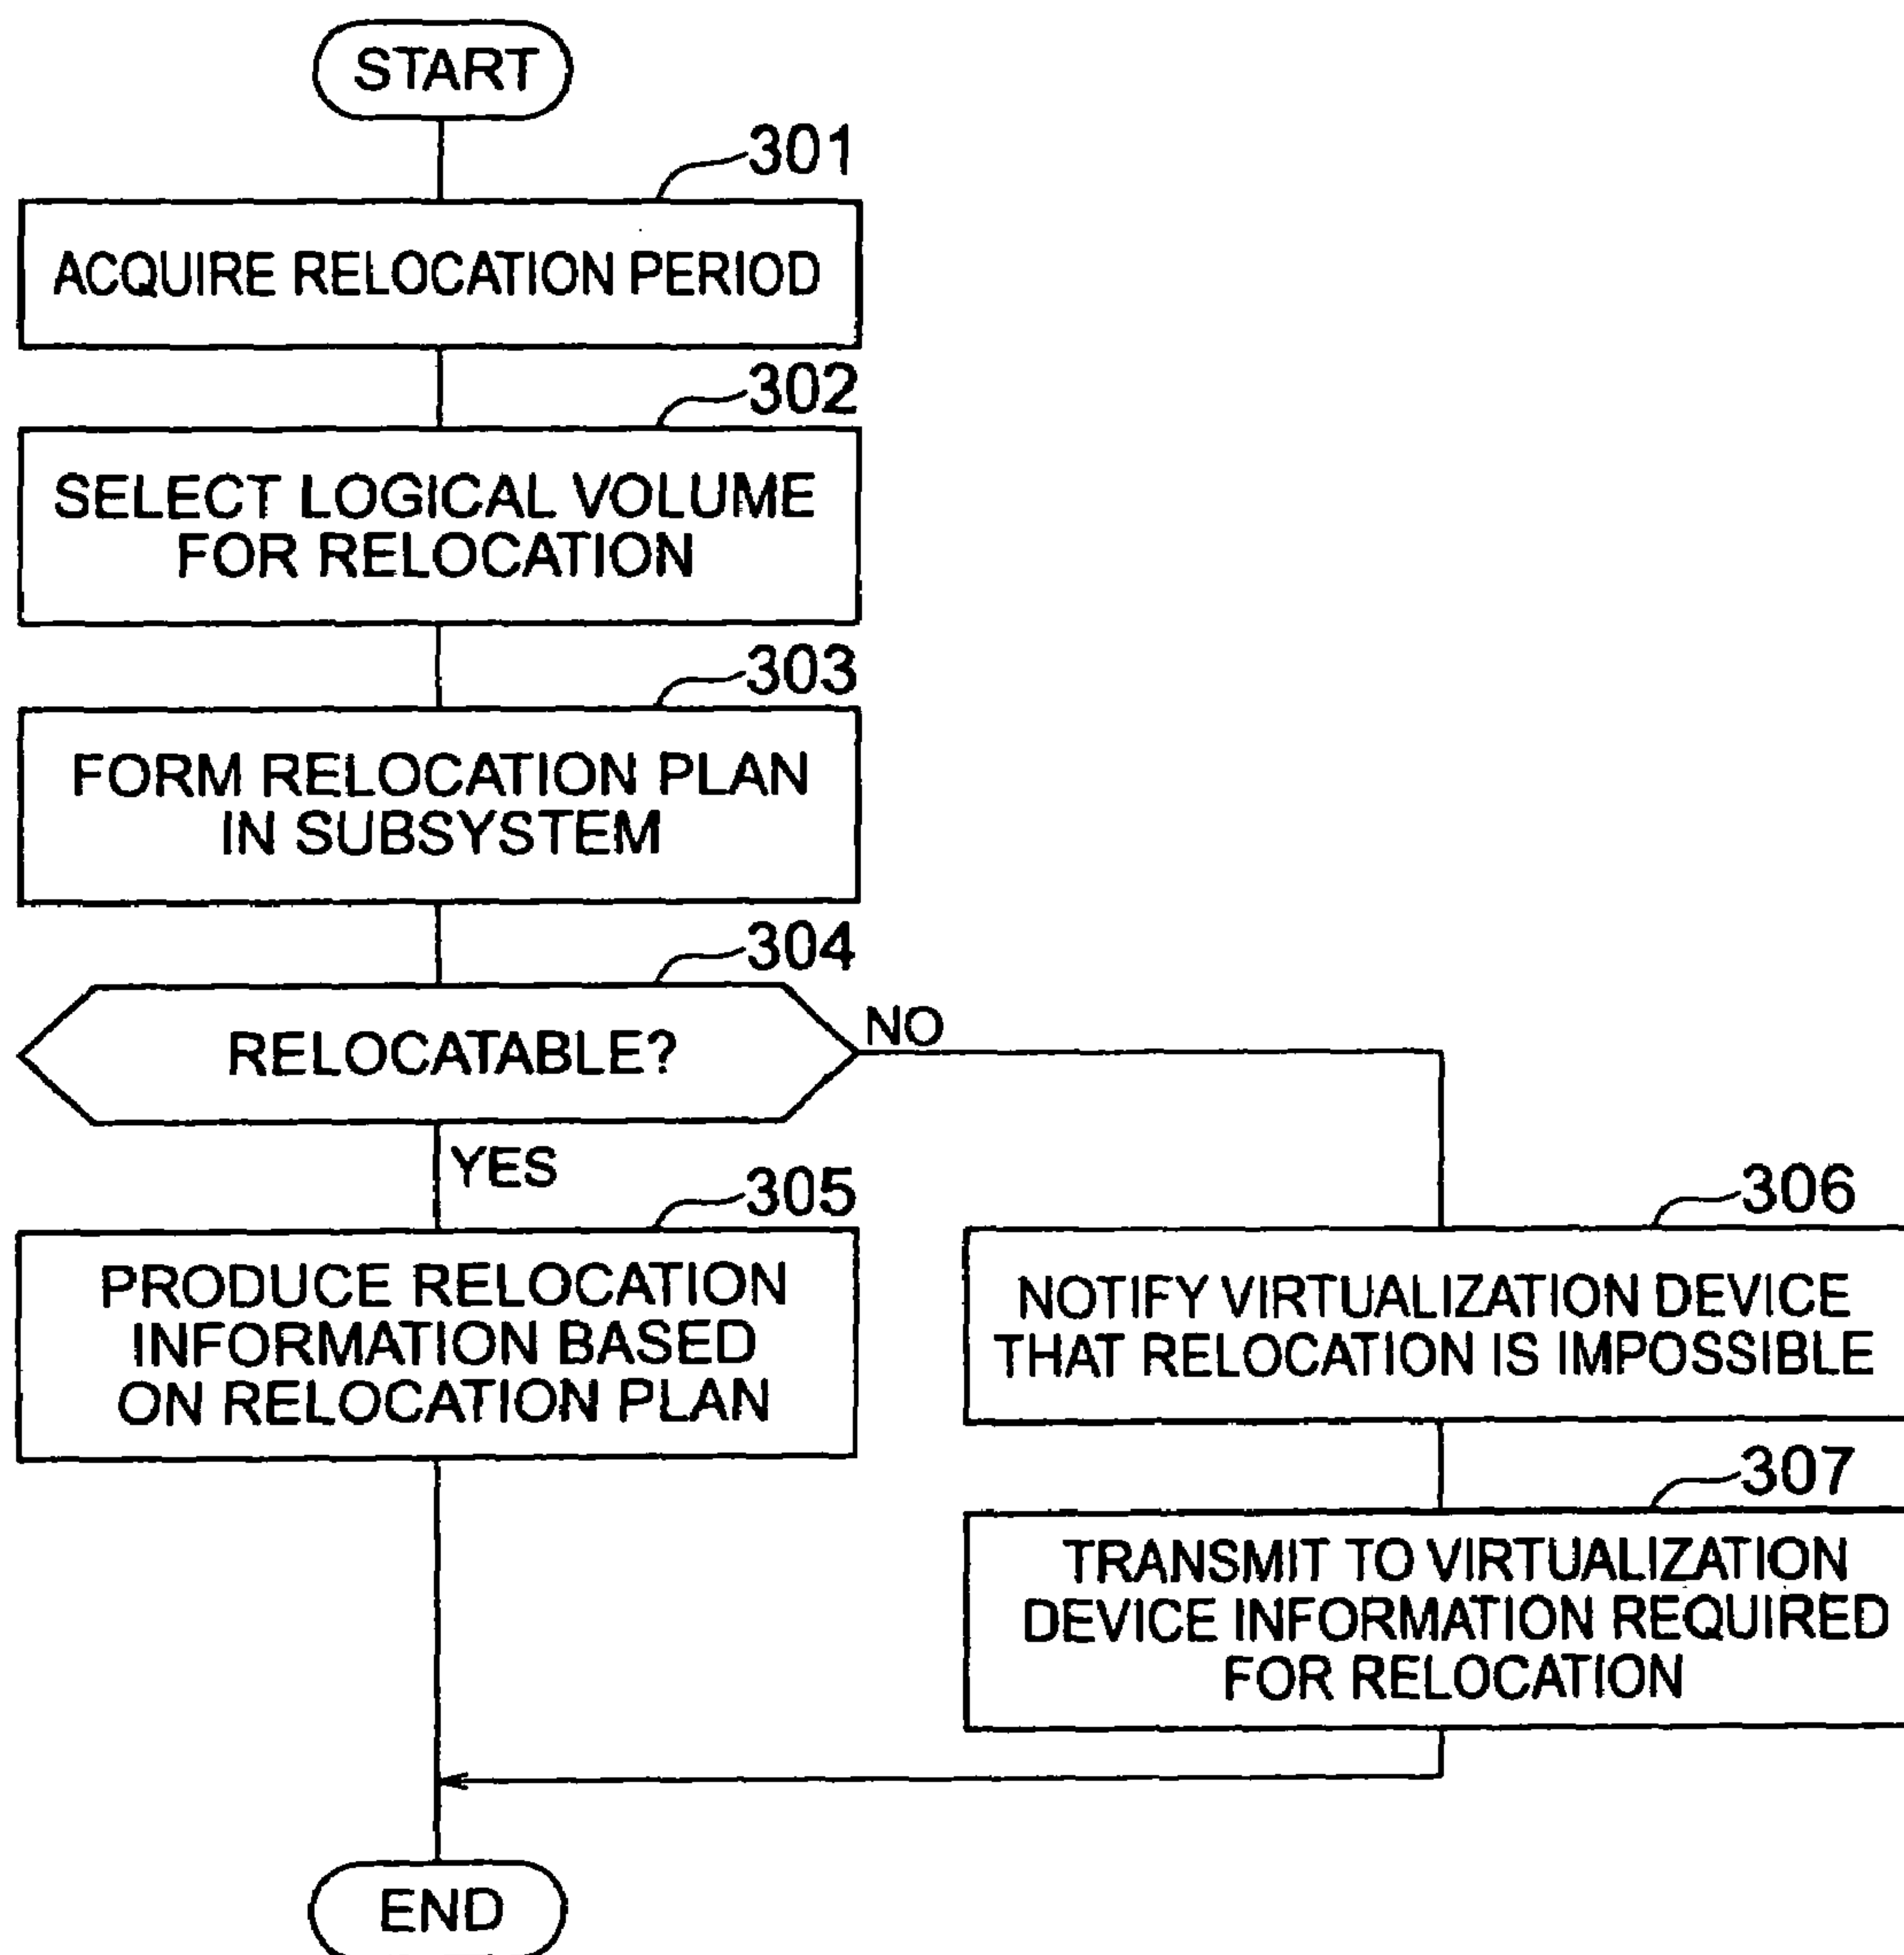 START
301
ACQUIRE RELOCATION PERIOD
302
SELECT LOGICAL VOLUME
FOR RELOCATION
303
FORM RELOCATION PLAN
IN SUBSYSTEM
304
RELOCATABLE?
NO
YES
305
PRODUCE RELOCATION
INFORMATION BASED
ON RELOCATION PLAN
306
NOTIFY VIRTUALIZATION DEVICE
THAT RELOCATION IS IMPOSSIBLE
307
TRANSMIT TO VIRTUALIZATION
DEVICE INFORMATION REQUIRED
FOR RELOCATION
END